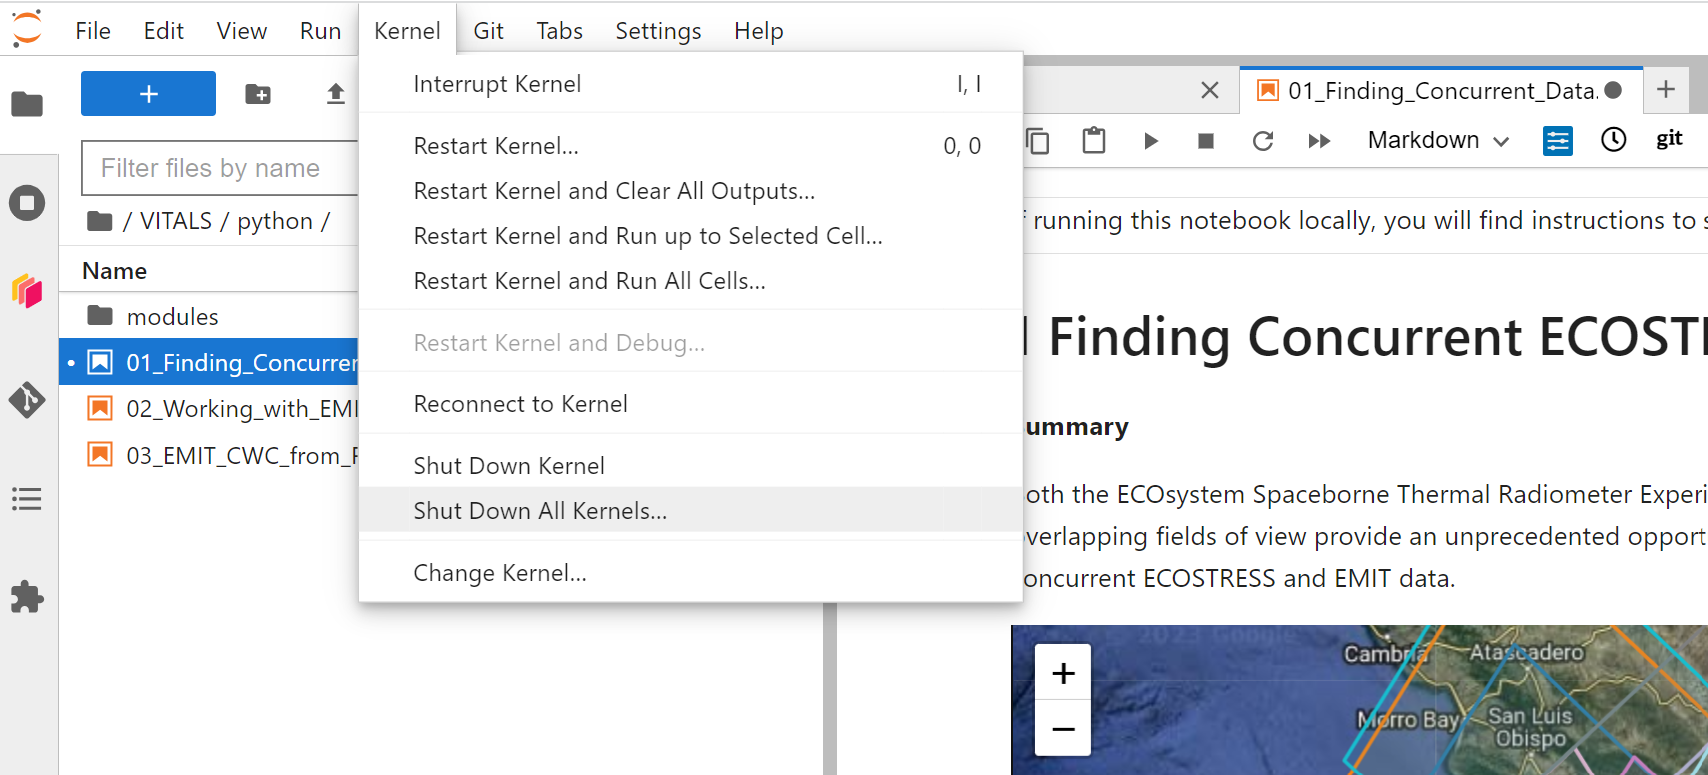 File Edit View Run Kernel Git Tabs Settings Help
+
Filter files by name
/ VITALS / python /
Name
modules
01_Finding_Concurren
02_Working_with_EMI
03_EMIT_CWC_from_
Interrupt Kernel I, I
Restart Kernel... 0, 0
Restart Kernel and Clear All Outputs...
Restart Kernel and Run up to Selected Cell...
Restart Kernel and Run All Cells...
Restart Kernel and Debug...
Reconnect to Kernel
Shut Down Kernel
Shut Down All Kernels...
Change Kernel...
01_Finding_Concurrent_Data.
+
Markdown
git
running this notebook locally, you will find instructions to s
Finding Concurrent ECOST
ummary
oth the ECOsystem Spaceborne Thermal Radiometer Experi
verlapping fields of view provide an unprecedented opport
oncurrent ECOSTRESS and EMIT data.
2023 Google
Cambria
Atascadero
+
Morro Bay
San Luis
Obispo
−